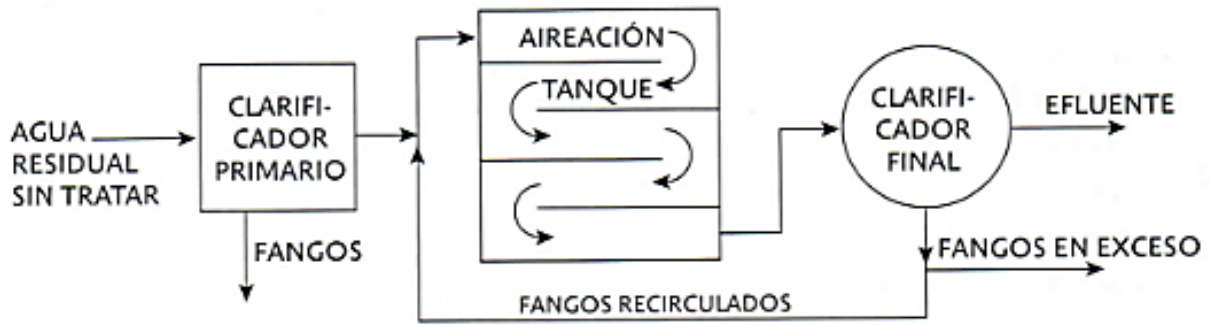 AGUA
RESIDUAL
SIN TRATAR
CLARIFI-
CADOR
PRIMARIO
FANGOS
AIREACIÓN
TANQUE
CLARIFI-
CADOR
FINAL
EFLUENTE
FANGOS EN EXCESO
FANGOS RECIRCULADOS